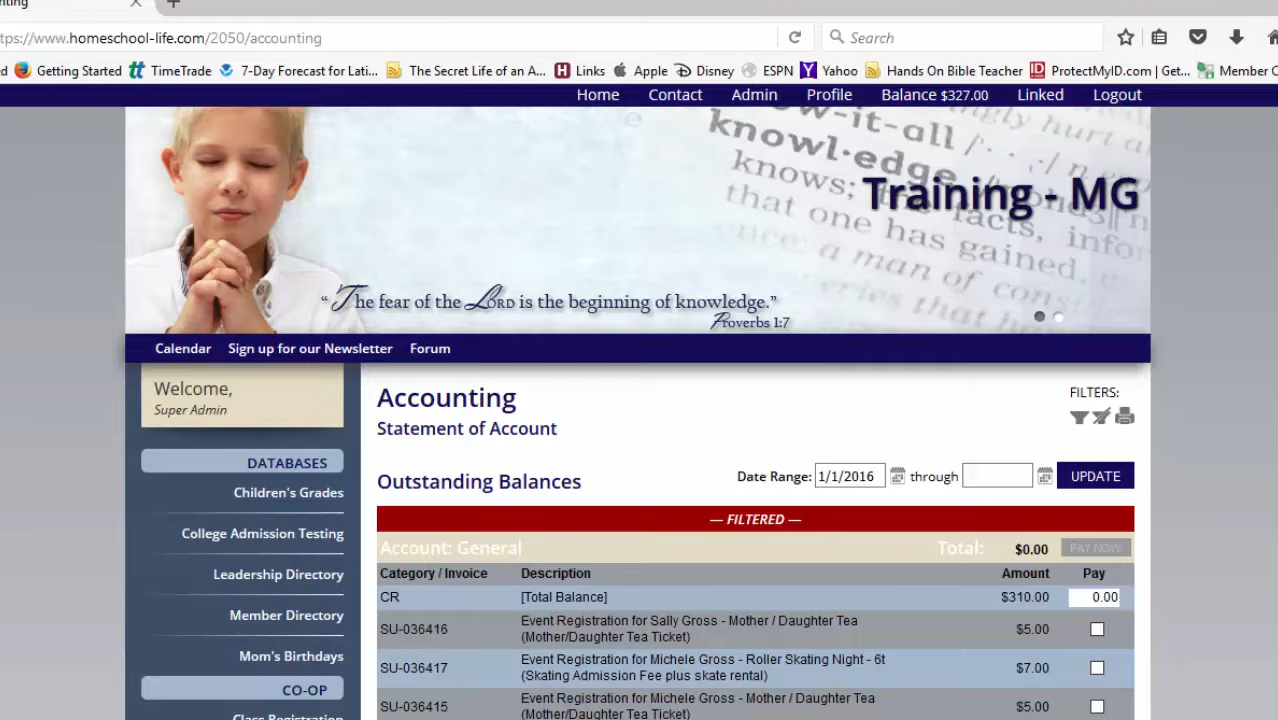 nting
tps://www.homeschool-life.com/2050/accounting
Search
d Getting Started TimeTrade 7-Day Forecast for Lati... The Secret Life of an A... Links Apple Disney ESPN Yahoo Hands On Bible Teacher ProtectMyID.com | Get... Member C
Home Contact Admin Profile Balance $327.00 Linked Logout
ow-it-all
knowl·edge
knows;
that one has gained,
Training - MG
“The fear of the LORD is the beginning of knowledge.”
Proverbs 1:7
Calendar Sign up for our Newsletter Forum
Welcome,
Super Admin
DATABASES
Children's Grades
College Admission Testing
Leadership Directory
Member Directory
Mom's Birthdays
CO-OP
Class Registration
Accounting
FILTERS:
Statement of Account
Outstanding Balances
Date Range: 1/1/2016 through UPDATE
— FILTERED —
Account: General Total: $0.00 PAY NOW
Category / Invoice Description Amount Pay
CR [Total Balance] $310.00 0.00
SU-036416 Event Registration for Sally Gross - Mother / Daughter Tea (Mother/Daughter Tea Ticket) $5.00
SU-036417 Event Registration for Michele Gross - Roller Skating Night - 6t (Skating Admission Fee plus skate rental) $7.00
SU-036415 Event Registration for Michele Gross - Mother / Daughter Tea (Mother/Daughter Tea Ticket) $5.00